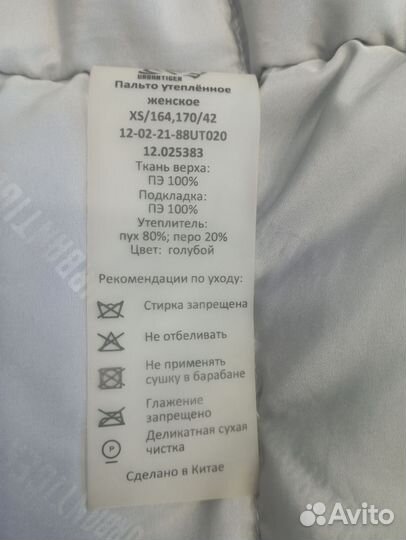 URBANTIGER
Пальто утеплённое
женское
XS/164,170/42
12-02-21-88UT020
12.025383
Ткань верха:
ПЭ 100%
Подкладка:
ПЭ 100%
Утеплитель:
пух 80%; перо 20%
Цвет: голубой
Рекомендации по уходу:
Стирка запрещена
Не отбеливать
Не применять
сушку в барабане
Глажение
запрещено
P
Деликатная сухая
чистка
Сделано в Китае
Avito